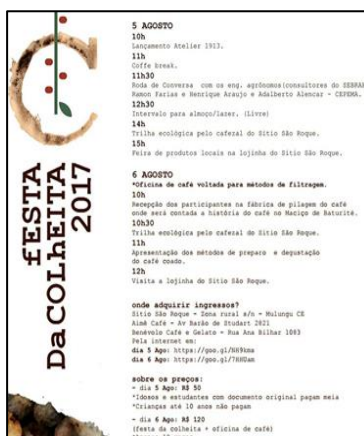 fESTA
DaCOLhEITA
2017
5 AGOSTO
10h
Lançamento Atelier 1913.
11h
Coffe break.
11h30
Roda de Conversa com os eng. agrônomos(consultores do SEBRAE
Ramon Farias e Henrique Araujo e Adalberto Alencar - CEPEMA.
12h30
Intervalo para almoço/lazer. (Livre)
14h
Trilha ecológica pelo cafezal do Sítio São Roque.
15h
Feira de produtos locais na lojinha do Sítio São Roque.
6 AGOSTO
*Oficina de café voltada para métodos de filtragem.
10h
Recepção dos participantes na fábrica de pilagem do café
onde será contada a história do café no Maciço de Baturité.
10h30
Trilha ecológica pelo cafezal do Sítio São Roque.
11h
Apresentação dos métodos de preparo e degustação
do café coado.
12h
Visita a lojinha do Sítio São Roque.
onde adquirir ingressos?
Sítio São Roque - Zona rural s/n - Mulungu CE
Aimê Café - Av Barão de Studart 2821
Benévolo Café e Gelato - Rua Ana Bilhar 1083
Pela internet em:
dia 5 Ago: https://goo.gl/NH9kma
dia 6 Ago: https://goo.gl/7HHDam
sobre os preços:
- dia 5 Ago: R$ 50
*Idosos e estudantes com documento original pagam meia
*Crianças até 10 anos não pagam
- dia 6 Ago: R$ 120
(festa da colheita + oficina de café)